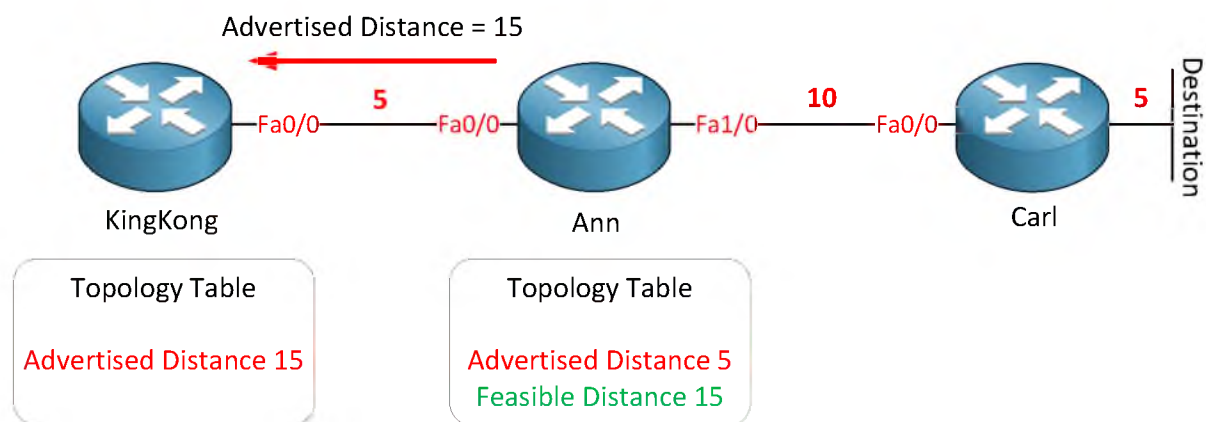 Advertised Distance = 15
5
10
5
Destination
Fa0/0
Fa0/0
Fa1/0
Fa0/0
KingKong
Ann
Carl
Topology Table
Advertised Distance 15
Topology Table
Advertised Distance 5
Feasible Distance 15